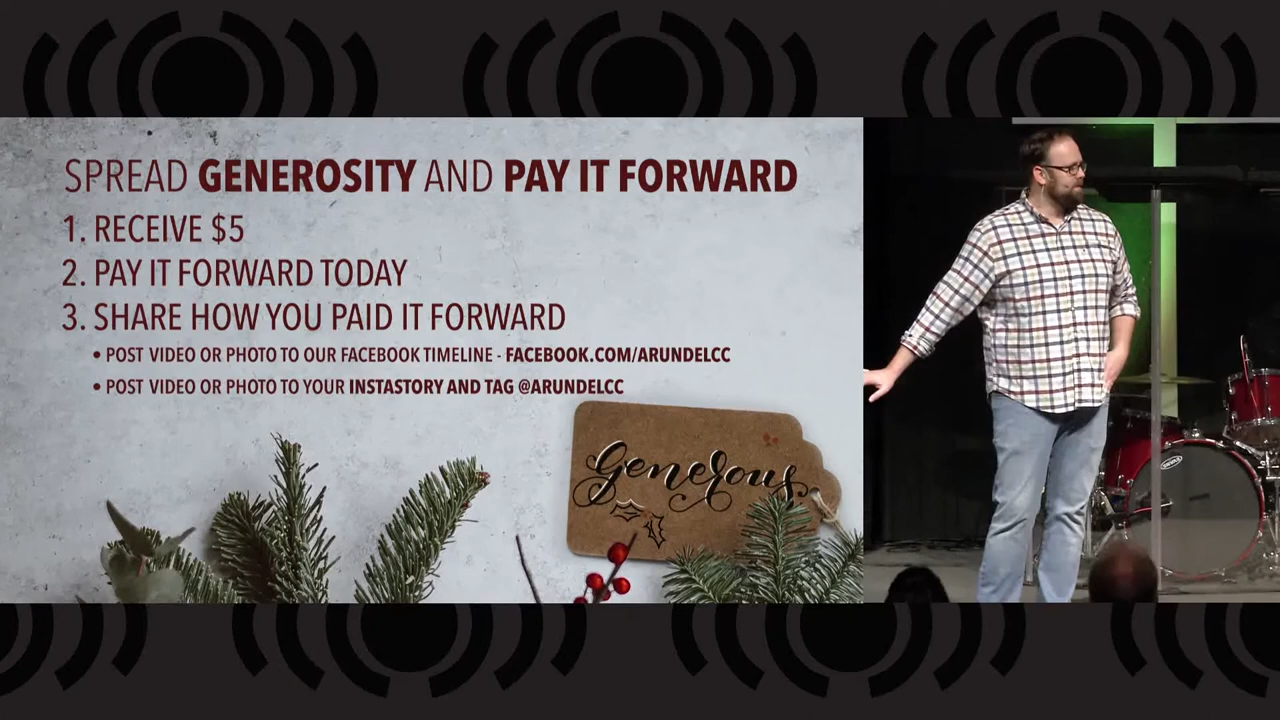 SPREAD GENEROSITY AND PAY IT FORWARD
1. RECEIVE $5
2. PAY IT FORWARD TODAY
3. SHARE HOW YOU PAID IT FORWARD
• POST VIDEO OR PHOTO TO OUR FACEBOOK TIMELINE - FACEBOOK.COM/ARUNDELCC
• POST VIDEO OR PHOTO TO YOUR INSTASTORY AND TAG @ARUNDELCC
generous.